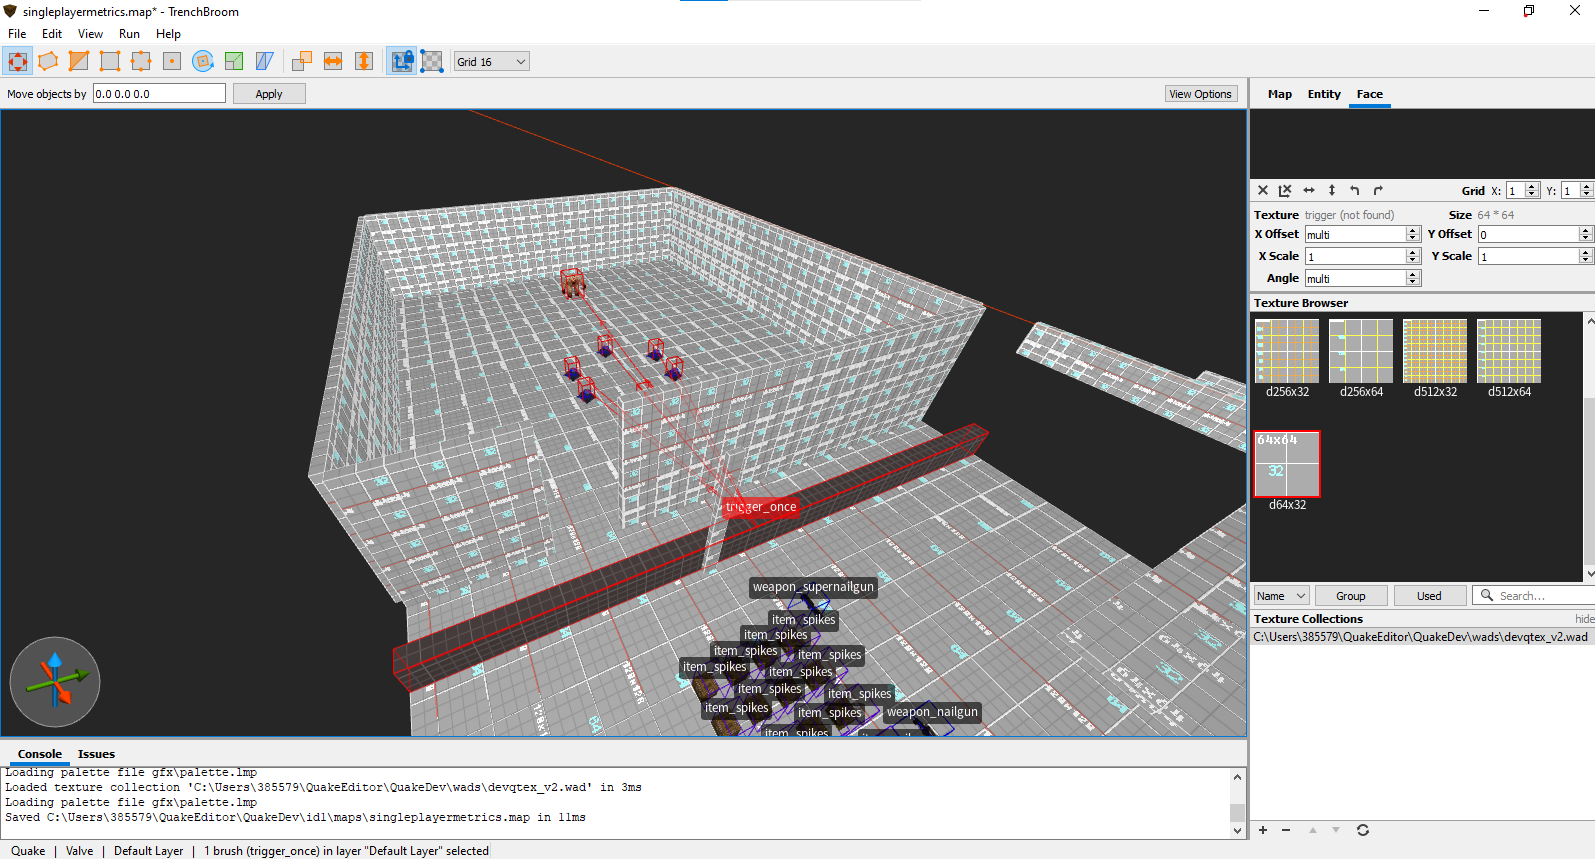 singleplayermetrics.map* - TrenchBroom
File Edit View Run Help
Grid 16
Move objects by 0.0 0.0 0.0 Apply View Options
Map Entity Face
Grid X: 1 Y: 1
Texture trigger (not found) Size 64 * 64
X Offset multi Y Offset 0
X Scale 1 Y Scale 1
Angle multi
Texture Browser
d256x32 d256x64 d512x32 d512x64
64x64
32
d64x32
trigger_once
weapon_supernailgun
item_spikes
item_spikes
item_spikes
item_spikes
item_spikes
item_spikes
item_spikes
item_spikes
item_spikes
item_spikes
weapon_nailgun
item_spikes
Name Group Used Search...
Texture Collections hide
C:\Users\385579\QuakeEditor\QuakeDev\wads\devqtex_v2.wad
Console Issues
Loading palette file gfx\palette.lmp
Loaded texture collection 'C:\Users\385579\QuakeEditor\QuakeDev\wads\devqtex_v2.wad' in 3ms
Loading palette file gfx\palette.lmp
Saved C:\Users\385579\QuakeEditor\QuakeDev\id1\maps\singleplayermetrics.map in 11ms
Quake | Valve | Default Layer | 1 brush (trigger_once) in layer "Default Layer" selected